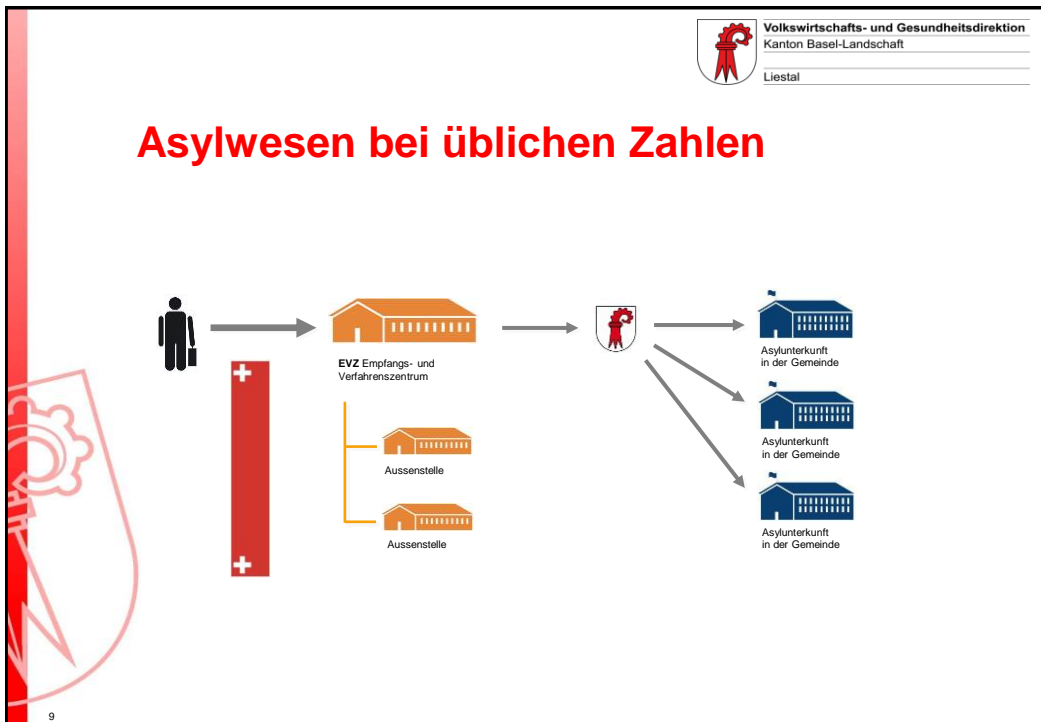 Volkswirtschafts- und Gesundheitsdirektion
Kanton Basel-Landschaft
Liestal
Asylwesen bei üblichen Zahlen
EVZ Empfangs- und
Verfahrenszentrum
Aussenstelle
Aussenstelle
Asylunterkunft
in der Gemeinde
Asylunterkunft
in der Gemeinde
Asylunterkunft
in der Gemeinde
9